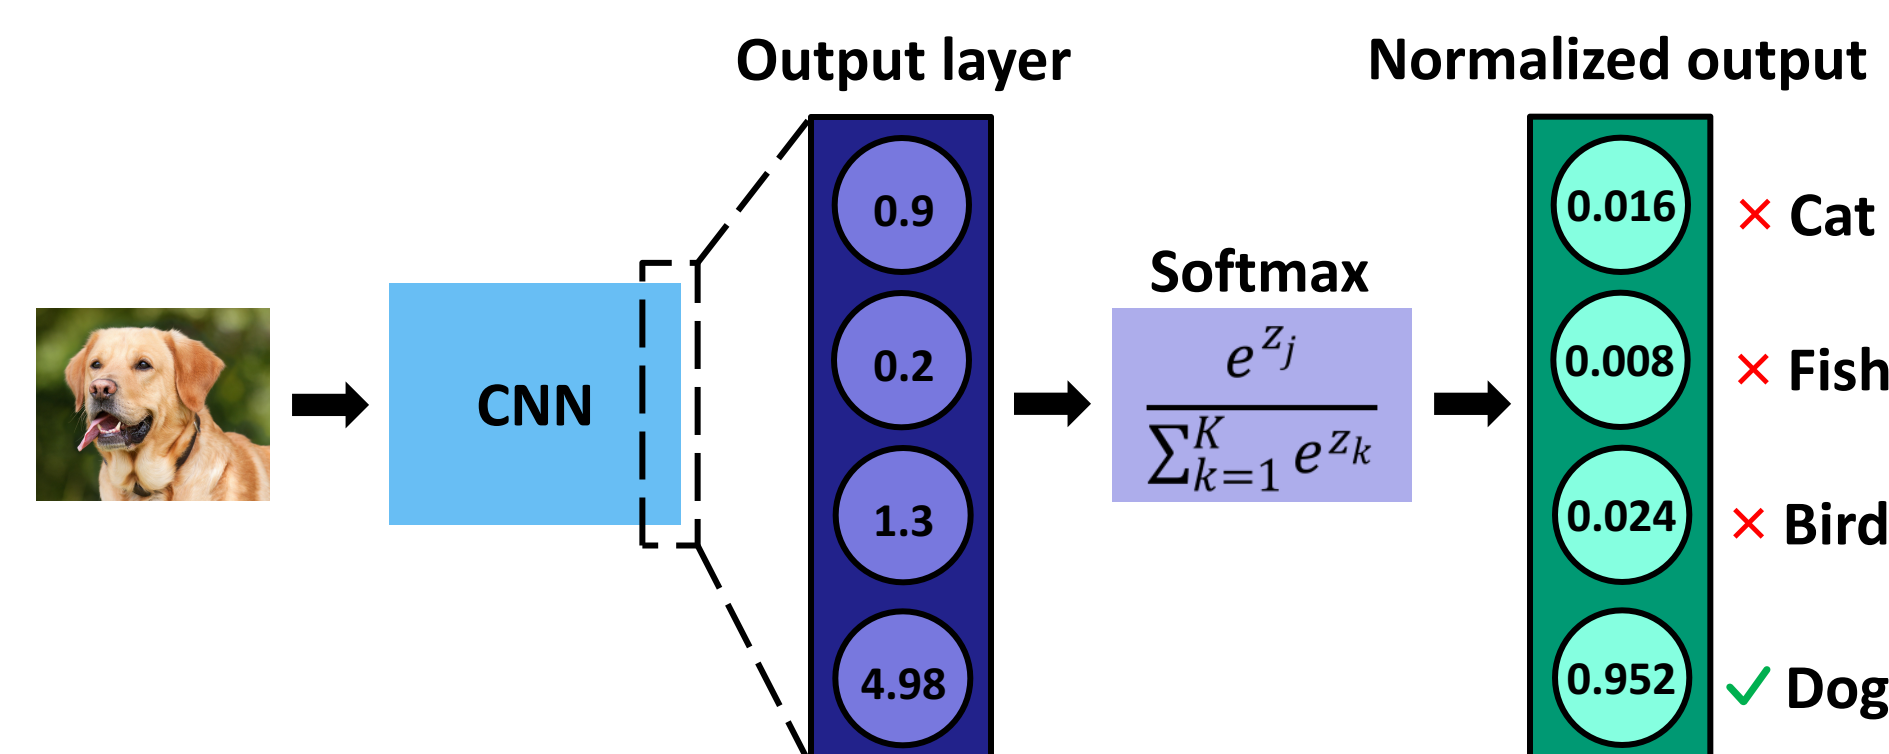 Output layer
Normalized output
CNN
0.9
0.2
1.3
4.98
Softmax
e^{z_j}
∑_{k=1}^{K} e^{z_k}
0.016
Cat
0.008
Fish
0.024
Bird
0.952
Dog